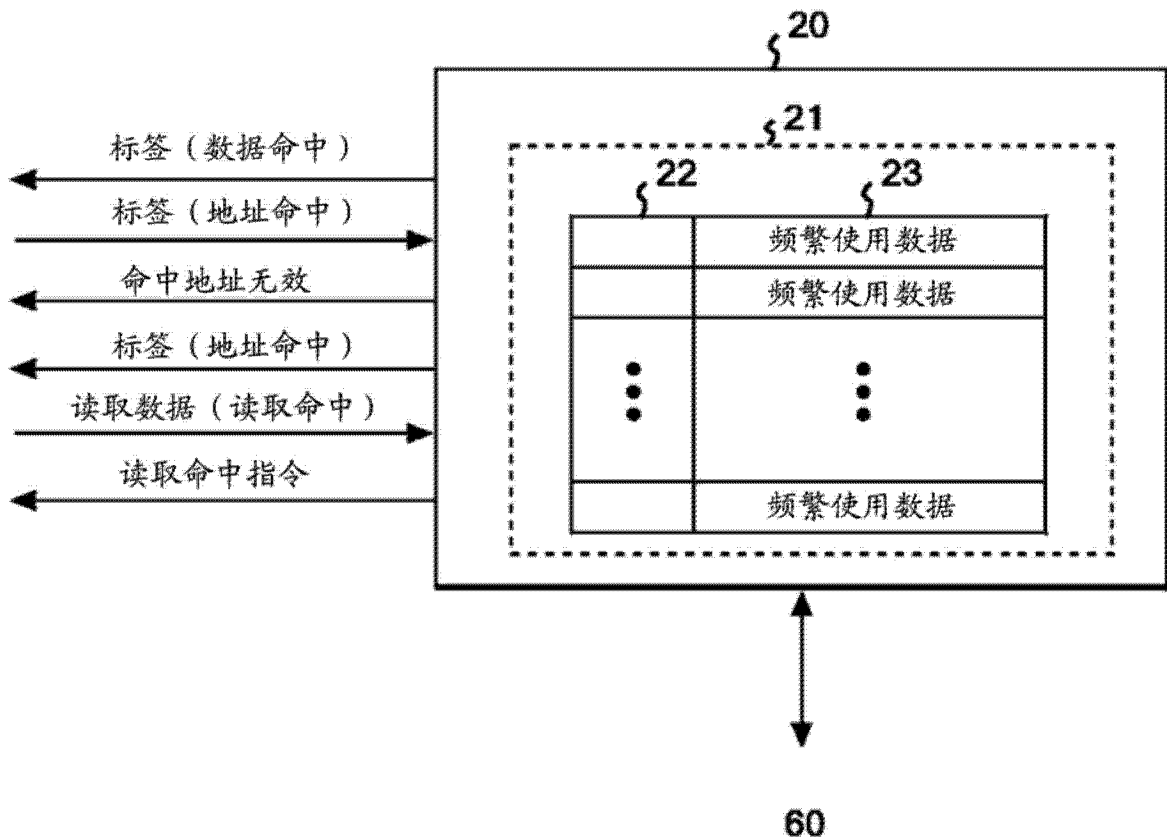 20
21
22
23
标签（数据命中）
标签（地址命中）
命中地址无效
标签（地址命中）
读取数据（读取命中）
读取命中指令
频繁使用数据
频繁使用数据
频繁使用数据
60